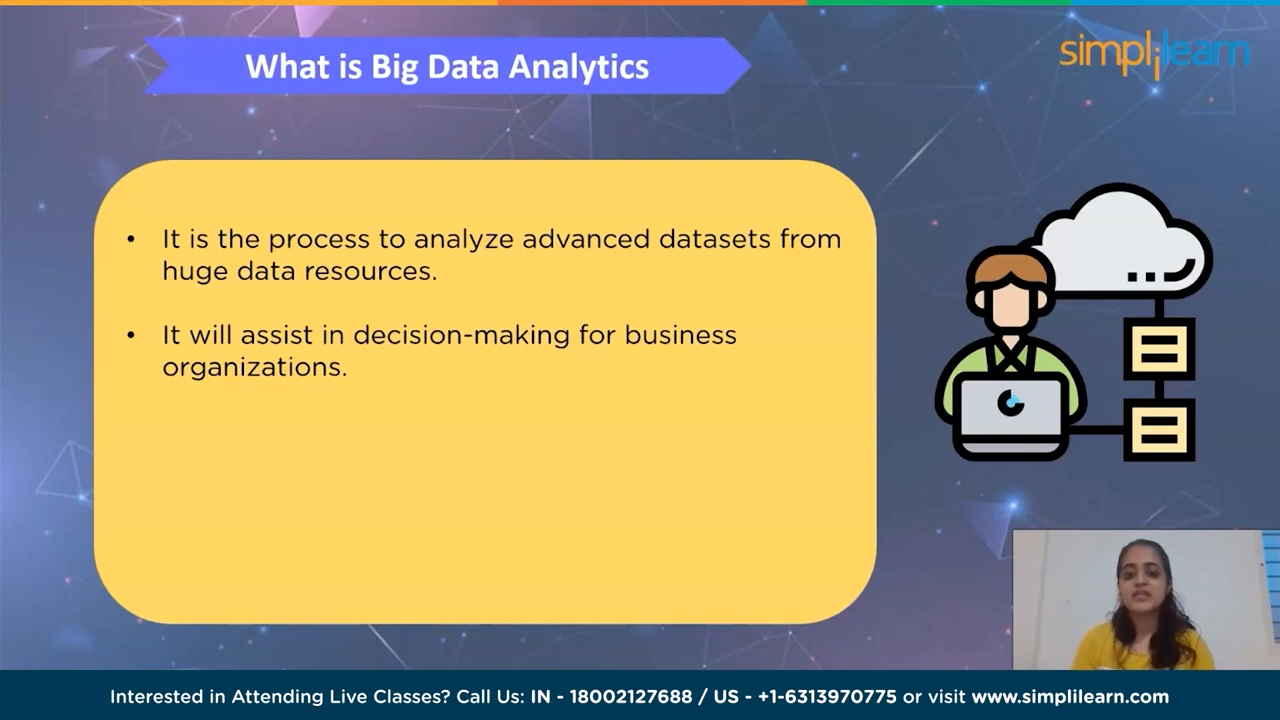 What is Big Data Analytics
simplilearn
• It is the process to analyze advanced datasets from
huge data resources.
• It will assist in decision-making for business
organizations.
Interested in Attending Live Classes? Call Us: IN - 18002127688 / US - +1-6313970775 or visit www.simplilearn.com